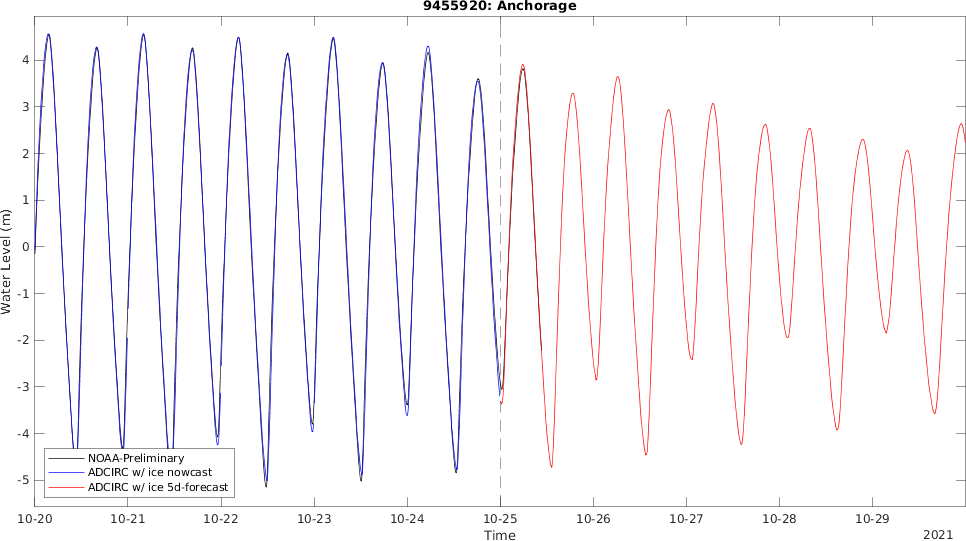 9455920: Anchorage
Water Level (m)
4
3
2
1
0
-1
-2
-3
-4
-5
NOAA-Preliminary
ADCIRC w/ ice nowcast
ADCIRC w/ ice 5d-forecast
10-20 10-21 10-22 10-23 10-24 10-25 10-26 10-27 10-28 10-29
Time
2021